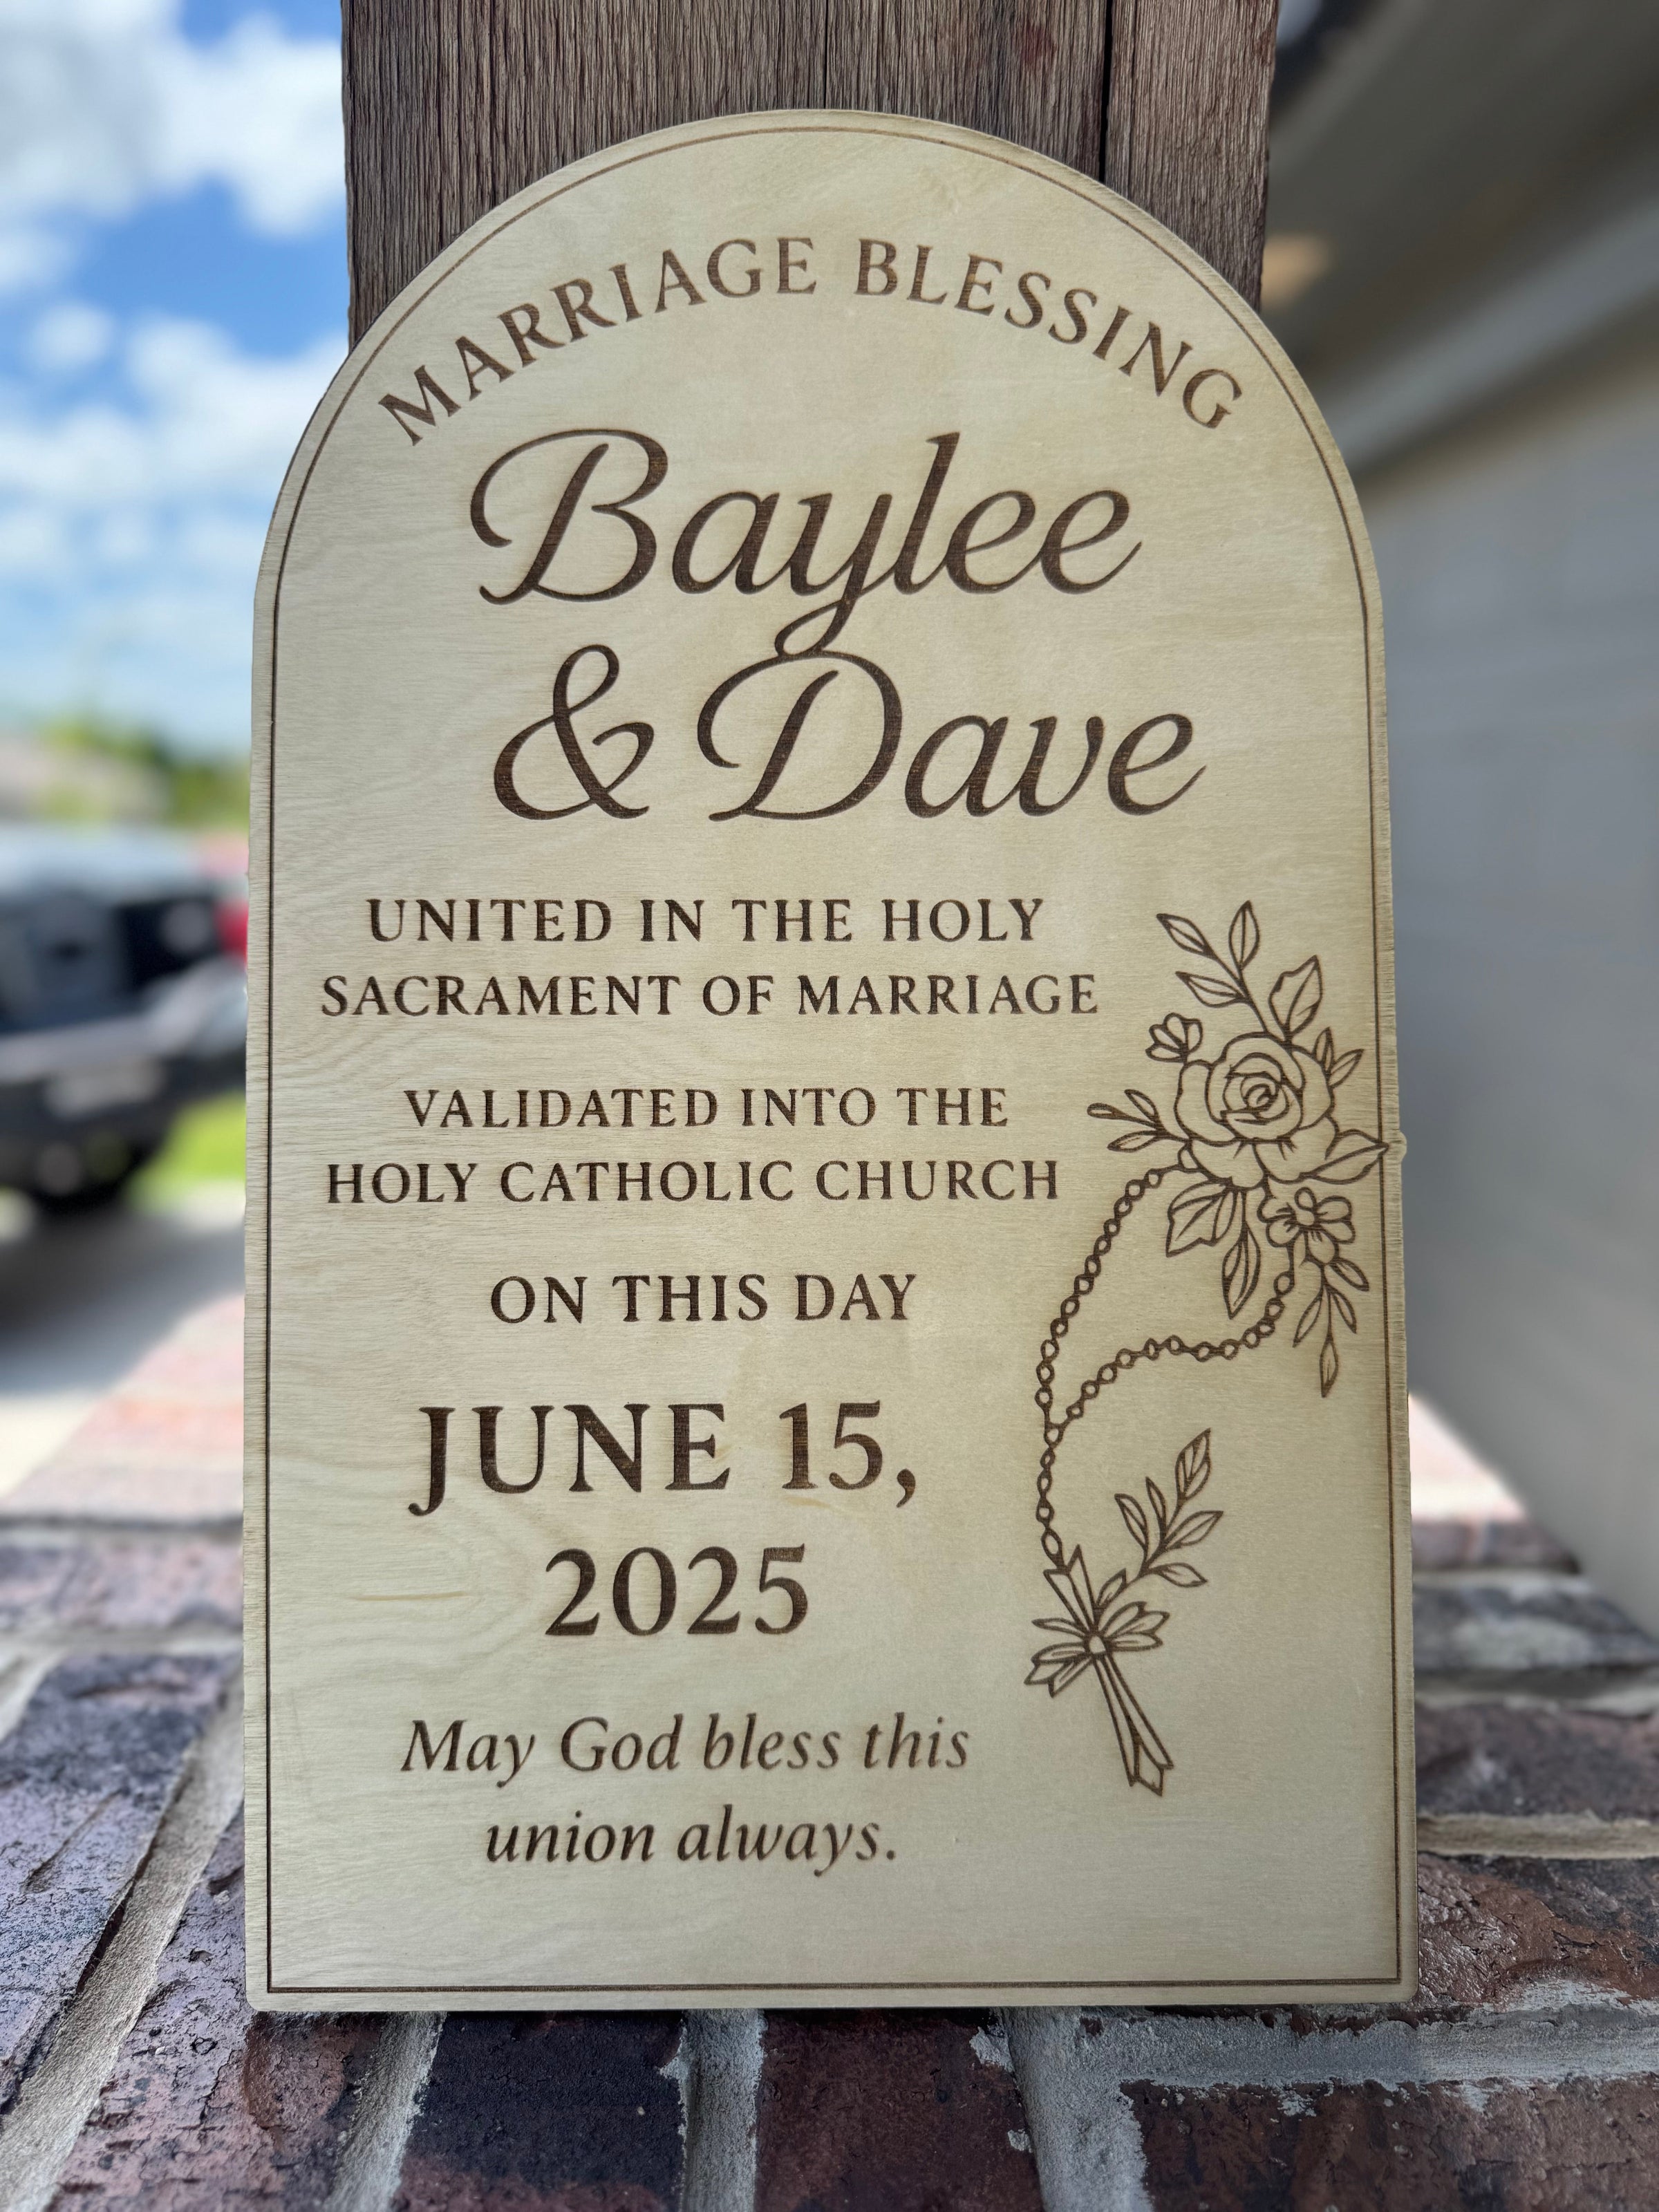 MARRIAGE BLESSING
Baylee
& Dave
UNITED IN THE HOLY
SACRAMENT OF MARRIAGE
VALIDATED INTO THE
HOLY CATHOLIC CHURCH
ON THIS DAY
JUNE 15,
2025
May God bless this
union always.